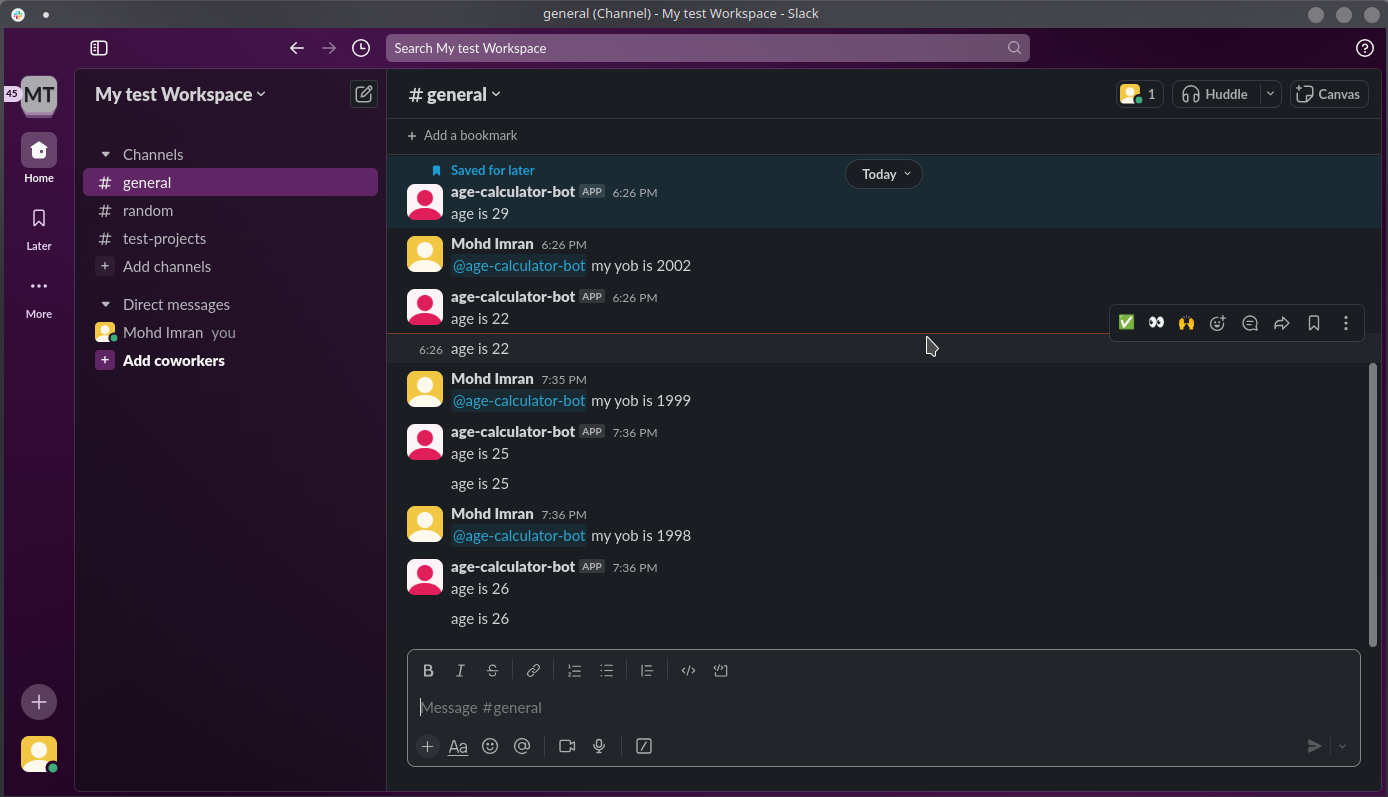 general (Channel) - My test Workspace - Slack
Search My test Workspace
45
MT
Home
Later
More
My test Workspace
Channels
# general
# random
# test-projects
+ Add channels
Direct messages
Mohd Imran you
+ Add coworkers
# general
1
Huddle
Canvas
+ Add a bookmark
Today
Saved for later
age-calculator-bot APP 6:26 PM
age is 29
Mohd Imran 6:26 PM
@age-calculator-bot my yob is 2002
age-calculator-bot APP 6:26 PM
age is 22
6:26 age is 22
Mohd Imran 7:35 PM
@age-calculator-bot my yob is 1999
age-calculator-bot APP 7:36 PM
age is 25
age is 25
Mohd Imran 7:36 PM
@age-calculator-bot my yob is 1998
age-calculator-bot APP 7:36 PM
age is 26
age is 26
B I S
Message #general
+ Aa @